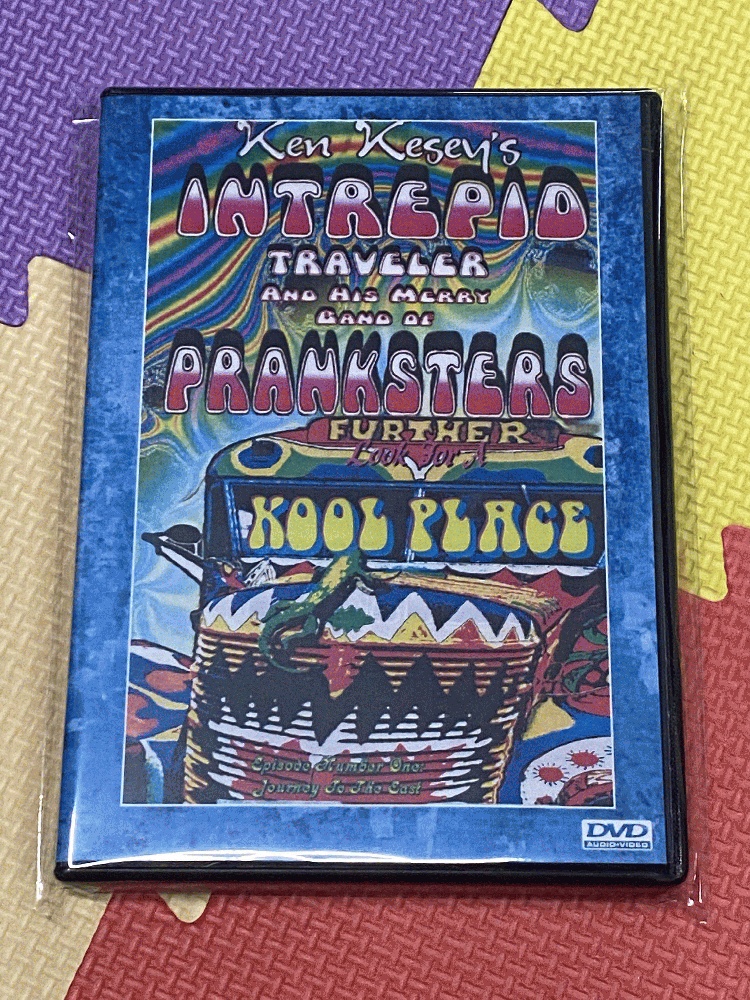 Ken Kesey's
INTREPID
TRAVELER
AND HIS MERRY
BAND OF
PRANKSTERS
FURTHER
Look For A
KOOL PLACE
Episode Number One:
Journey To The East
DVD
AUDIO-VIDEO